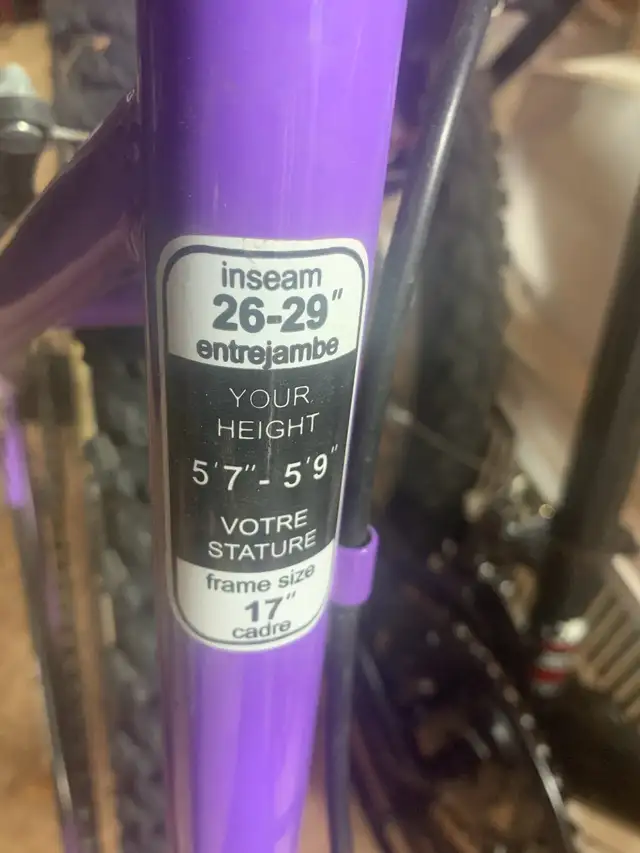 inseam
26-29"
entrejambe
YOUR
HEIGHT
5'7"- 5'9"
VOTRE
STATURE
frame size
17"
cadre